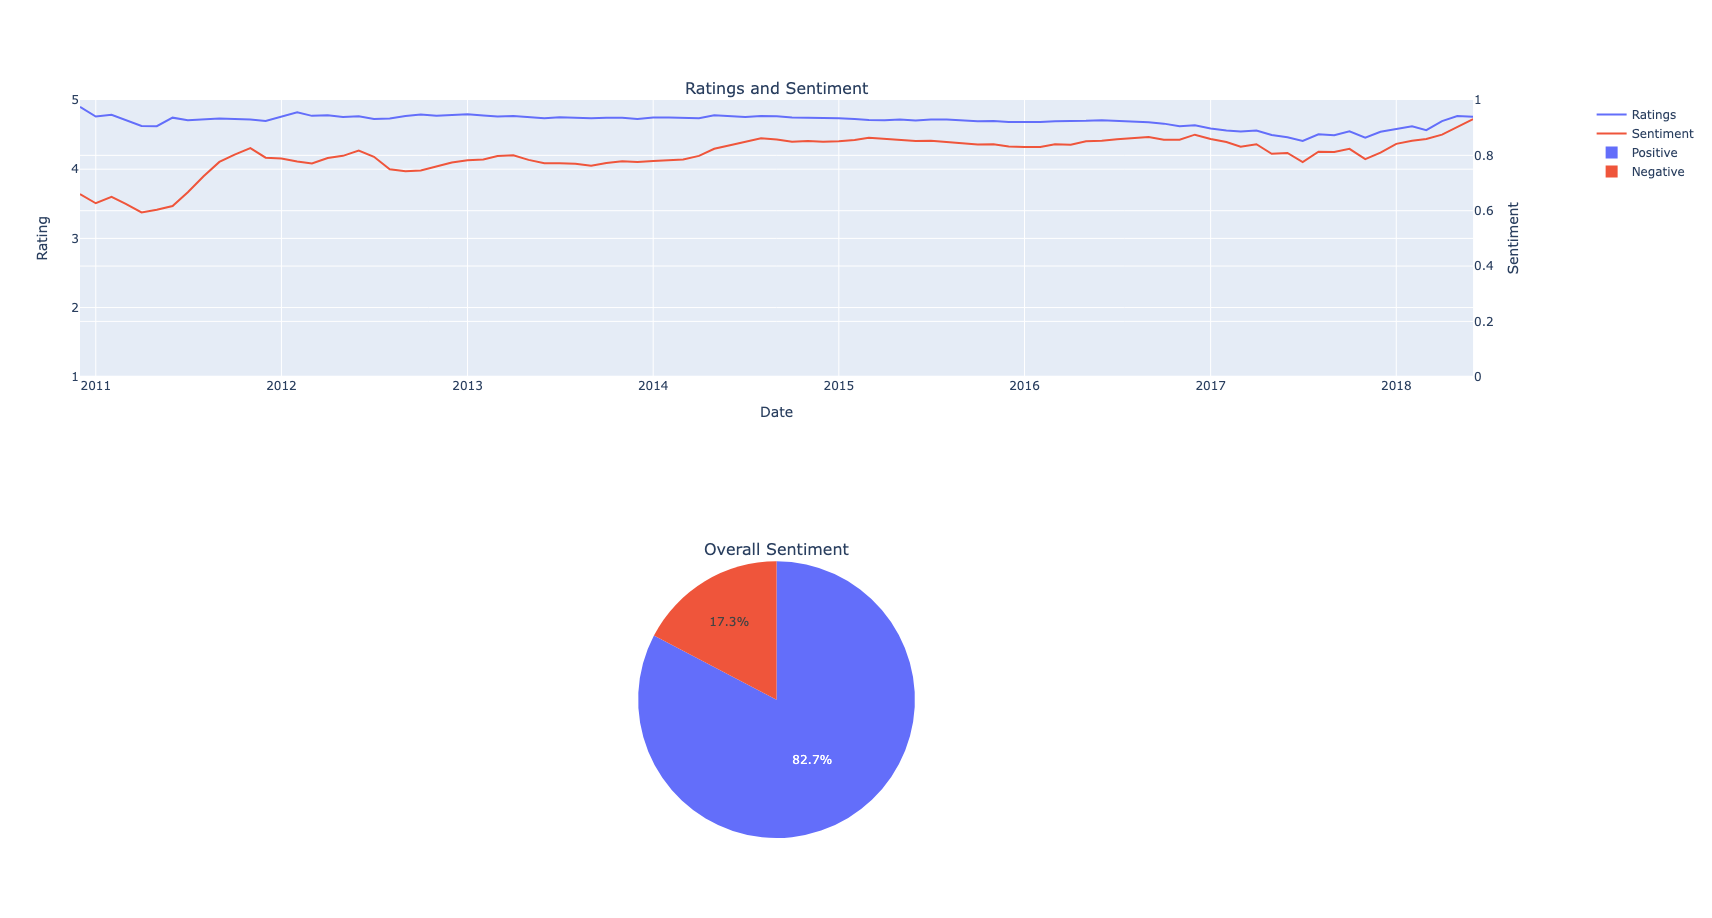 Ratings and Sentiment
5
4
3
2
1
Rating
1
0.8
0.6
0.4
0.2
0
Sentiment
2011 2012 2013 2014 2015 2016 2017 2018
Date
Ratings
Sentiment
Positive
Negative
Overall Sentiment
17.3%
82.7%